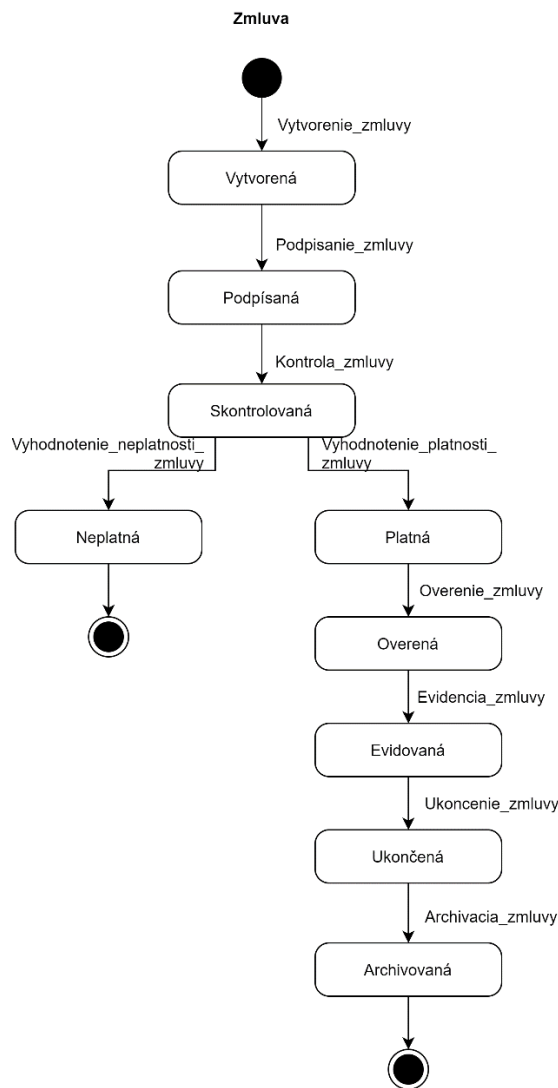 Zmluva
Vytvorenie_zmluvy
Vytvorená
Podpisanie_zmluvy
Podpísaná
Kontrola_zmluvy
Skontrolovaná
Vyhodnotenie_neplatnosti_
zmluvy
Vyhodnotenie_platnosti_
zmluvy
Neplatná
Platná
Overenie_zmluvy
Overená
Evidencia_zmluvy
Evidovaná
Ukoncenie_zmluvy
Ukončená
Archivacia_zmluvy
Archivovaná